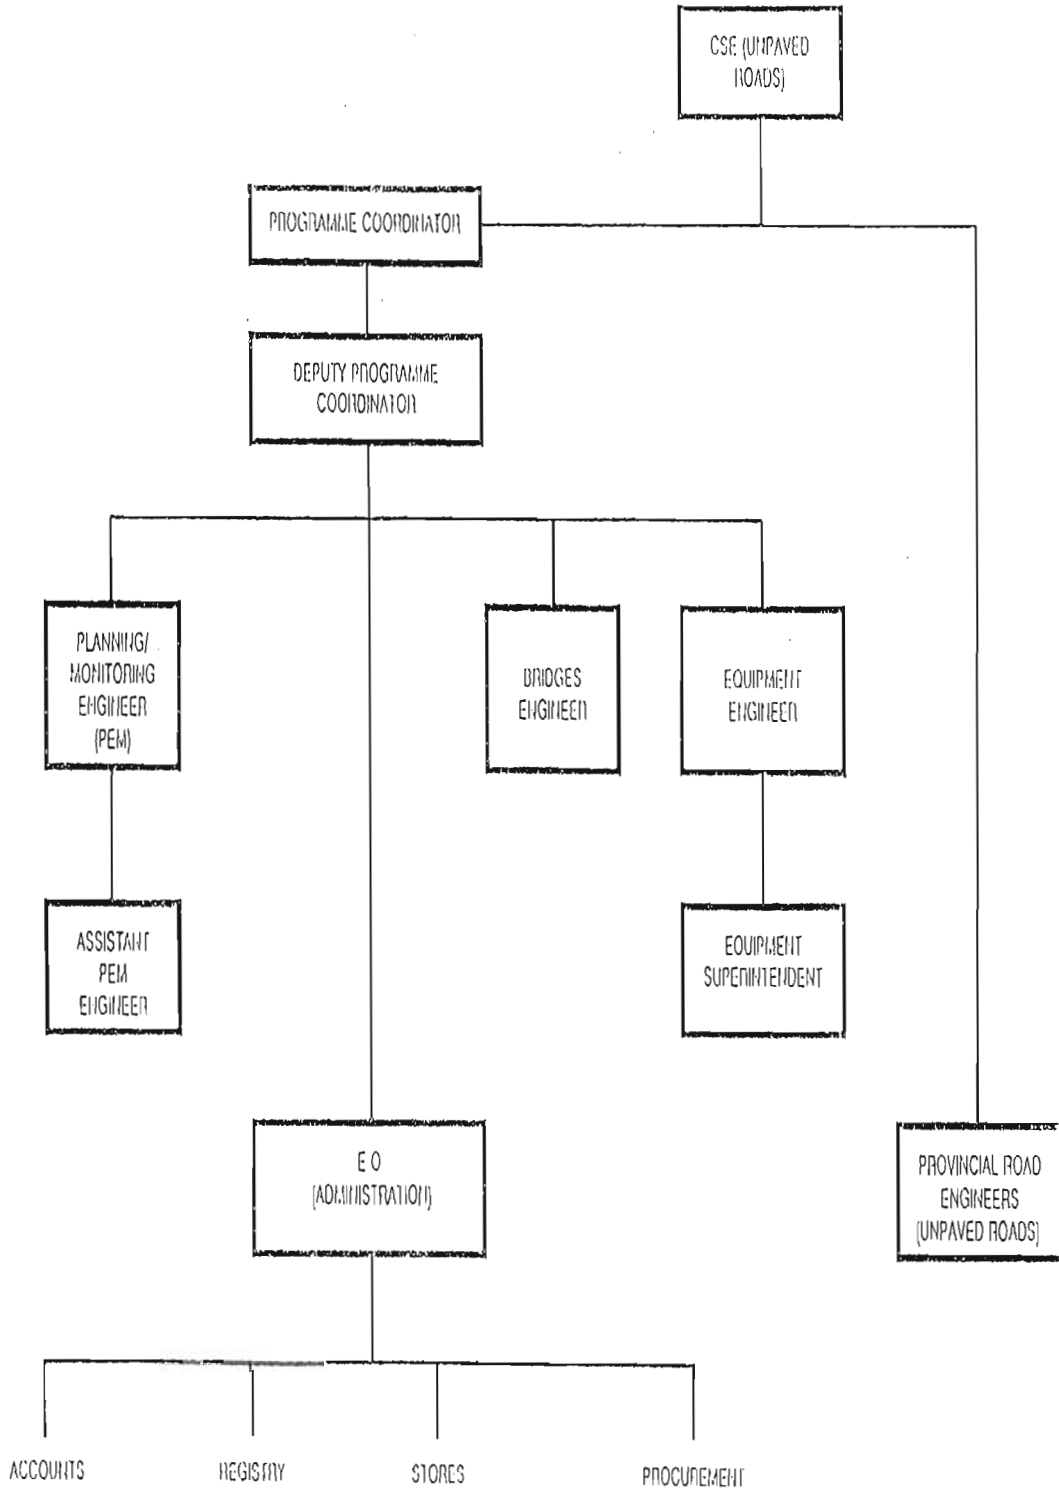 CSE (UNPAVED
ROADS)
PROGRAMME COORDINATOR
DEPUTY PROGRAMME
COORDINATOR
PLANNING/
MONITORING
ENGINEER
(PEM)
BRIDGES
ENGINEER
EQUIPMENT
ENGINEER
ASSISTANT
PEM
ENGINEER
EQUIPMENT
SUPERINTENDENT
E O
(ADMINISTRATION)
PROVINCIAL ROAD
ENGINEERS
(UNPAVED ROADS)
ACCOUNTS
REGISTRY
STORES
PROCUREMENT